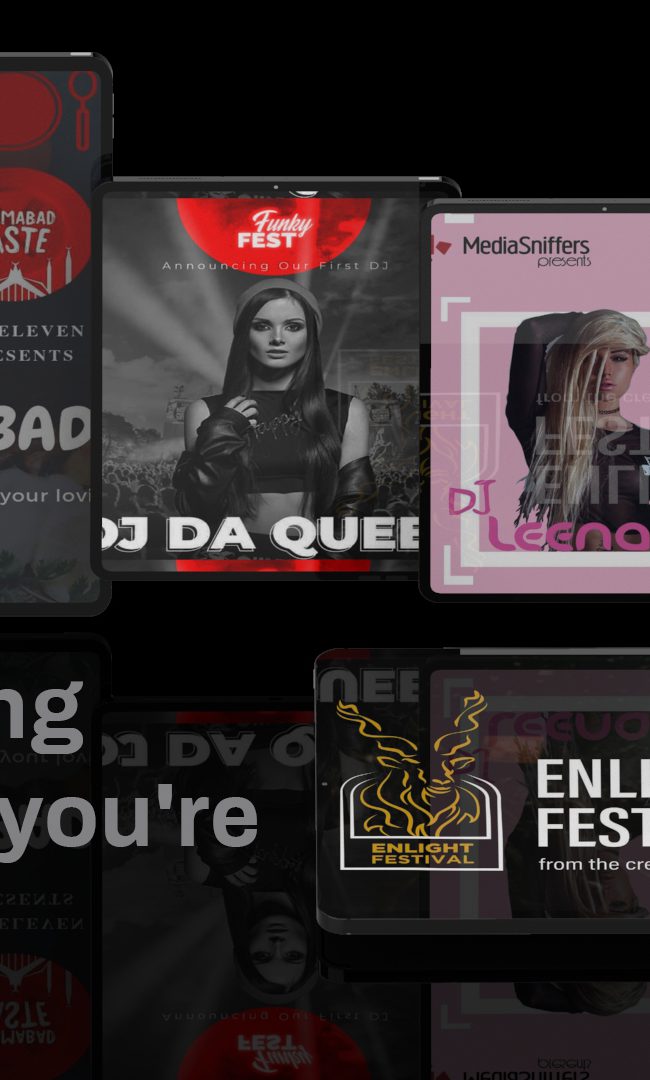 MABAD
ASTE
ELEVEN
ESENTS
BAD
your lovi
Funky
FEST
Announcing Our First DJ
DJ DA QUEE
MediaSniffers
presents
DJ
Leena
ng
you're
ENLIGHT
FESTIVAL
ENLI
FEST
from the cre